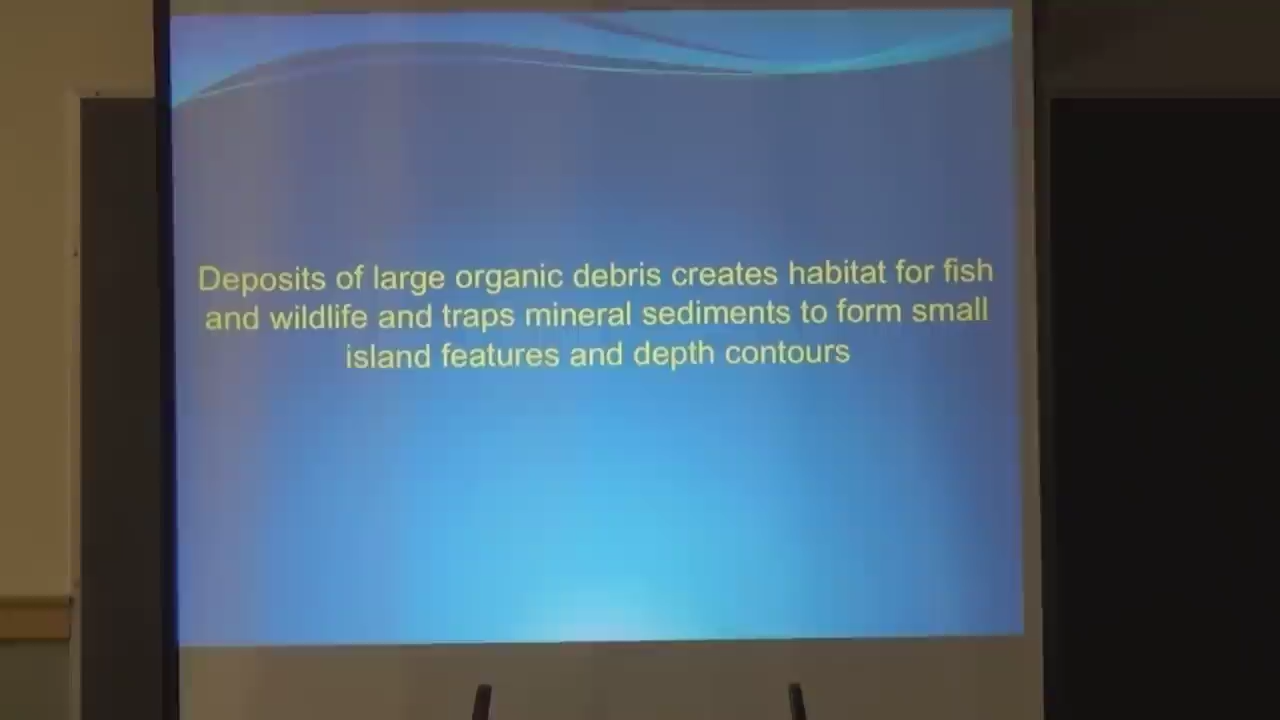 Deposits of large organic debris creates habitat for fish
and wildlife and traps mineral sediments to form small
island features and depth contours